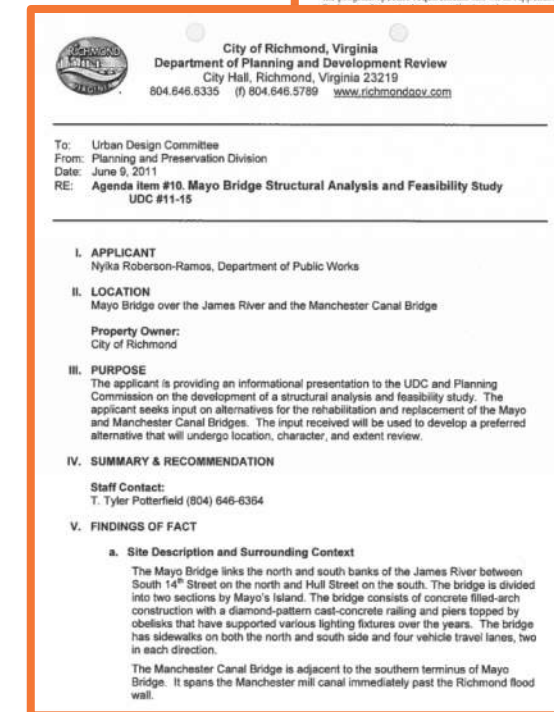 RICHMOND
VIRGINIA
City of Richmond, Virginia
Department of Planning and Development Review
City Hall, Richmond, Virginia 23219
804.646.6335 (f) 804.646.5789 www.richmondgov.com
To: Urban Design Committee
From: Planning and Preservation Division
Date: June 9, 2011
RE: Agenda item #10. Mayo Bridge Structural Analysis and Feasibility Study
UDC #11-15
I. APPLICANT
Nyika Roberson-Ramos, Department of Public Works
II. LOCATION
Mayo Bridge over the James River and the Manchester Canal Bridge
Property Owner:
City of Richmond
III. PURPOSE
The applicant is providing an informational presentation to the UDC and Planning
Commission on the development of a structural analysis and feasibility study. The
applicant seeks input on alternatives for the rehabilitation and replacement of the Mayo
and Manchester Canal Bridges. The input received will be used to develop a preferred
alternative that will undergo location, character, and extent review.
IV. SUMMARY & RECOMMENDATION
Staff Contact:
T. Tyler Potterfield (804) 646-6364
V. FINDINGS OF FACT
a. Site Description and Surrounding Context
The Mayo Bridge links the north and south banks of the James River between
South 14th Street on the north and Hull Street on the south. The bridge is divided
into two sections by Mayo's Island. The bridge consists of concrete filled-arch
construction with a diamond-pattern cast-concrete railing and piers topped by
obelisks that have supported various lighting fixtures over the years. The bridge
has sidewalks on both the north and south side and four vehicle travel lanes, two
in each direction.
The Manchester Canal Bridge is adjacent to the southern terminus of Mayo
Bridge. It spans the Manchester mill canal immediately past the Richmond flood
wall.